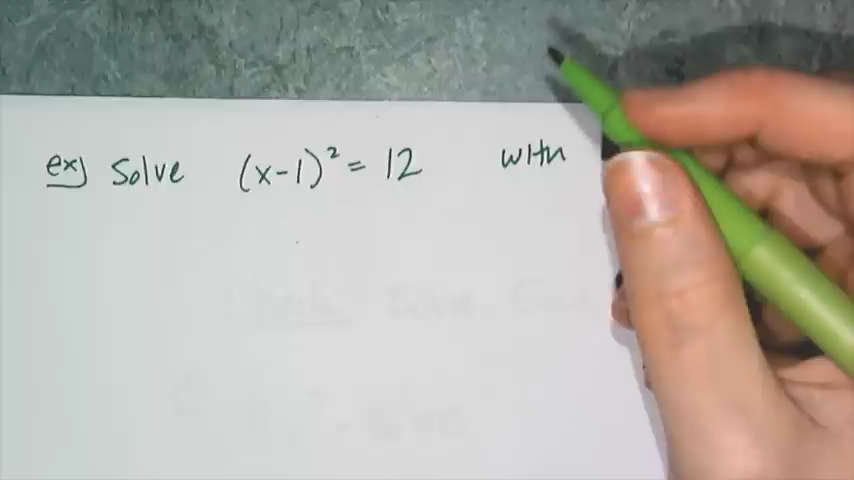 ex) Solve (x-1)² = 12 with